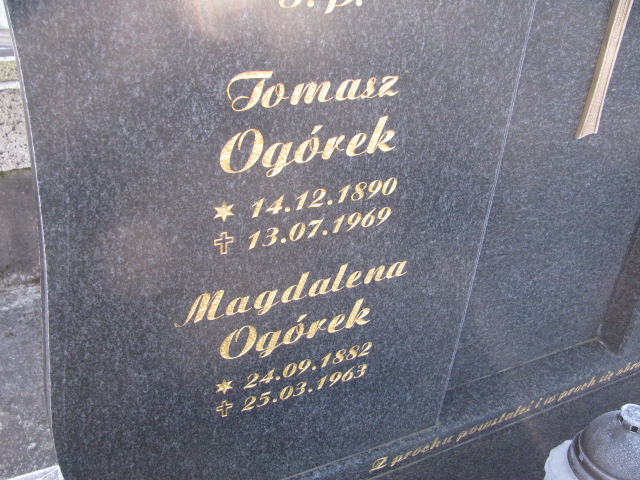 Ś.P.
Tomasz
Ogórek
* 14.12.1890
✝ 13.07.1969
Magdalena
Ogórek
* 24.09.1882
✝ 25.03.1963
Z prochu powstałeś i w proch się